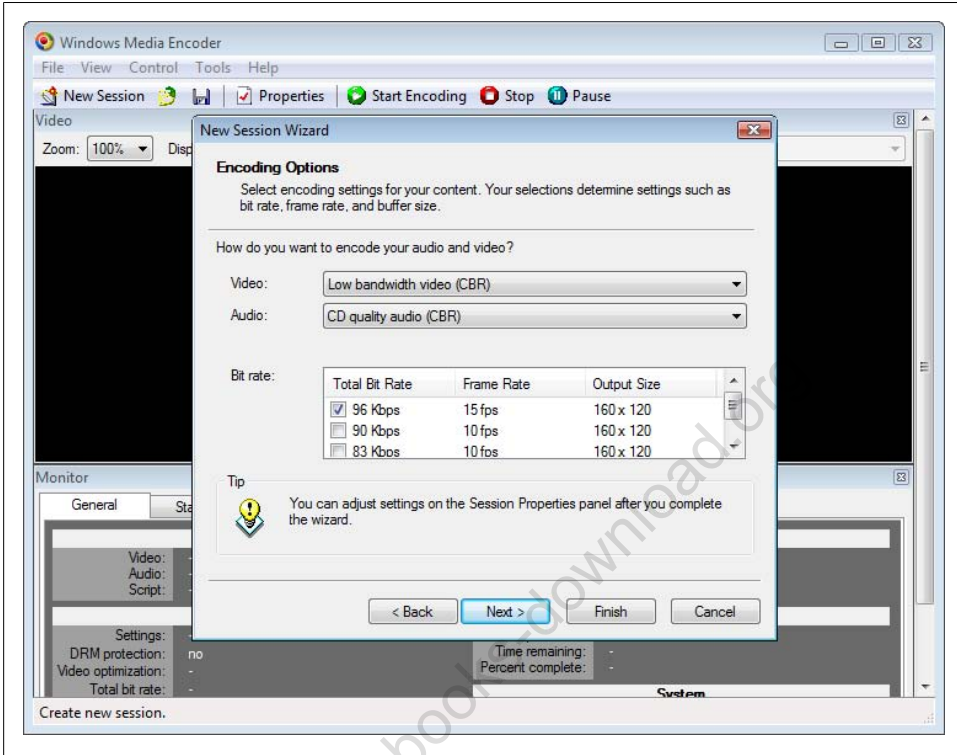 Windows Media Encoder
File View Control Tools Help
New Session Properties Start Encoding Stop Pause
Video
Zoom: 100% Disp
New Session Wizard
Encoding Options
Select encoding settings for your content. Your selections determine settings such as
bit rate, frame rate, and buffer size.
How do you want to encode your audio and video?
Video: Low bandwidth video (CBR)
Audio: CD quality audio (CBR)
Bit rate:
Total Bit Rate Frame Rate Output Size
96 Kbps 15 fps 160 x 120
90 Kbps 10 fps 160 x 120
83 Kbps 10 fps 160 x 120
Tip
You can adjust settings on the Session Properties panel after you complete
the wizard.
< Back Next > Finish Cancel
Monitor
General Sta
Video: -
Audio: -
Script: -
Settings: -
DRM protection: no
Video optimization: -
Total bit rate: -
Time remaining: -
Percent complete: -
System
Create new session.
books-download.org